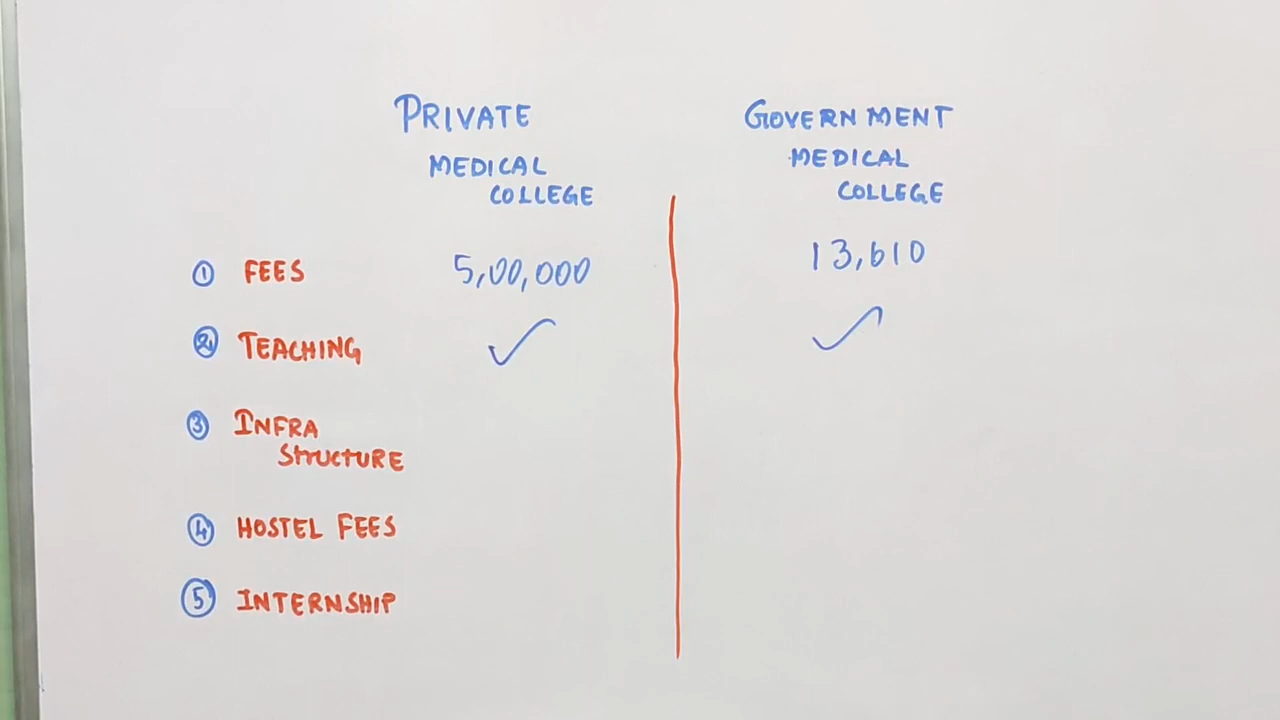 PRIVATE
MEDICAL
COLLEGE
GOVERNMENT
MEDICAL
COLLEGE
① FEES 5,00,000 13,610
② TEACHING ✓ ✓
③ INFRA
STRUCTURE
④ HOSTEL FEES
⑤ INTERNSHIP